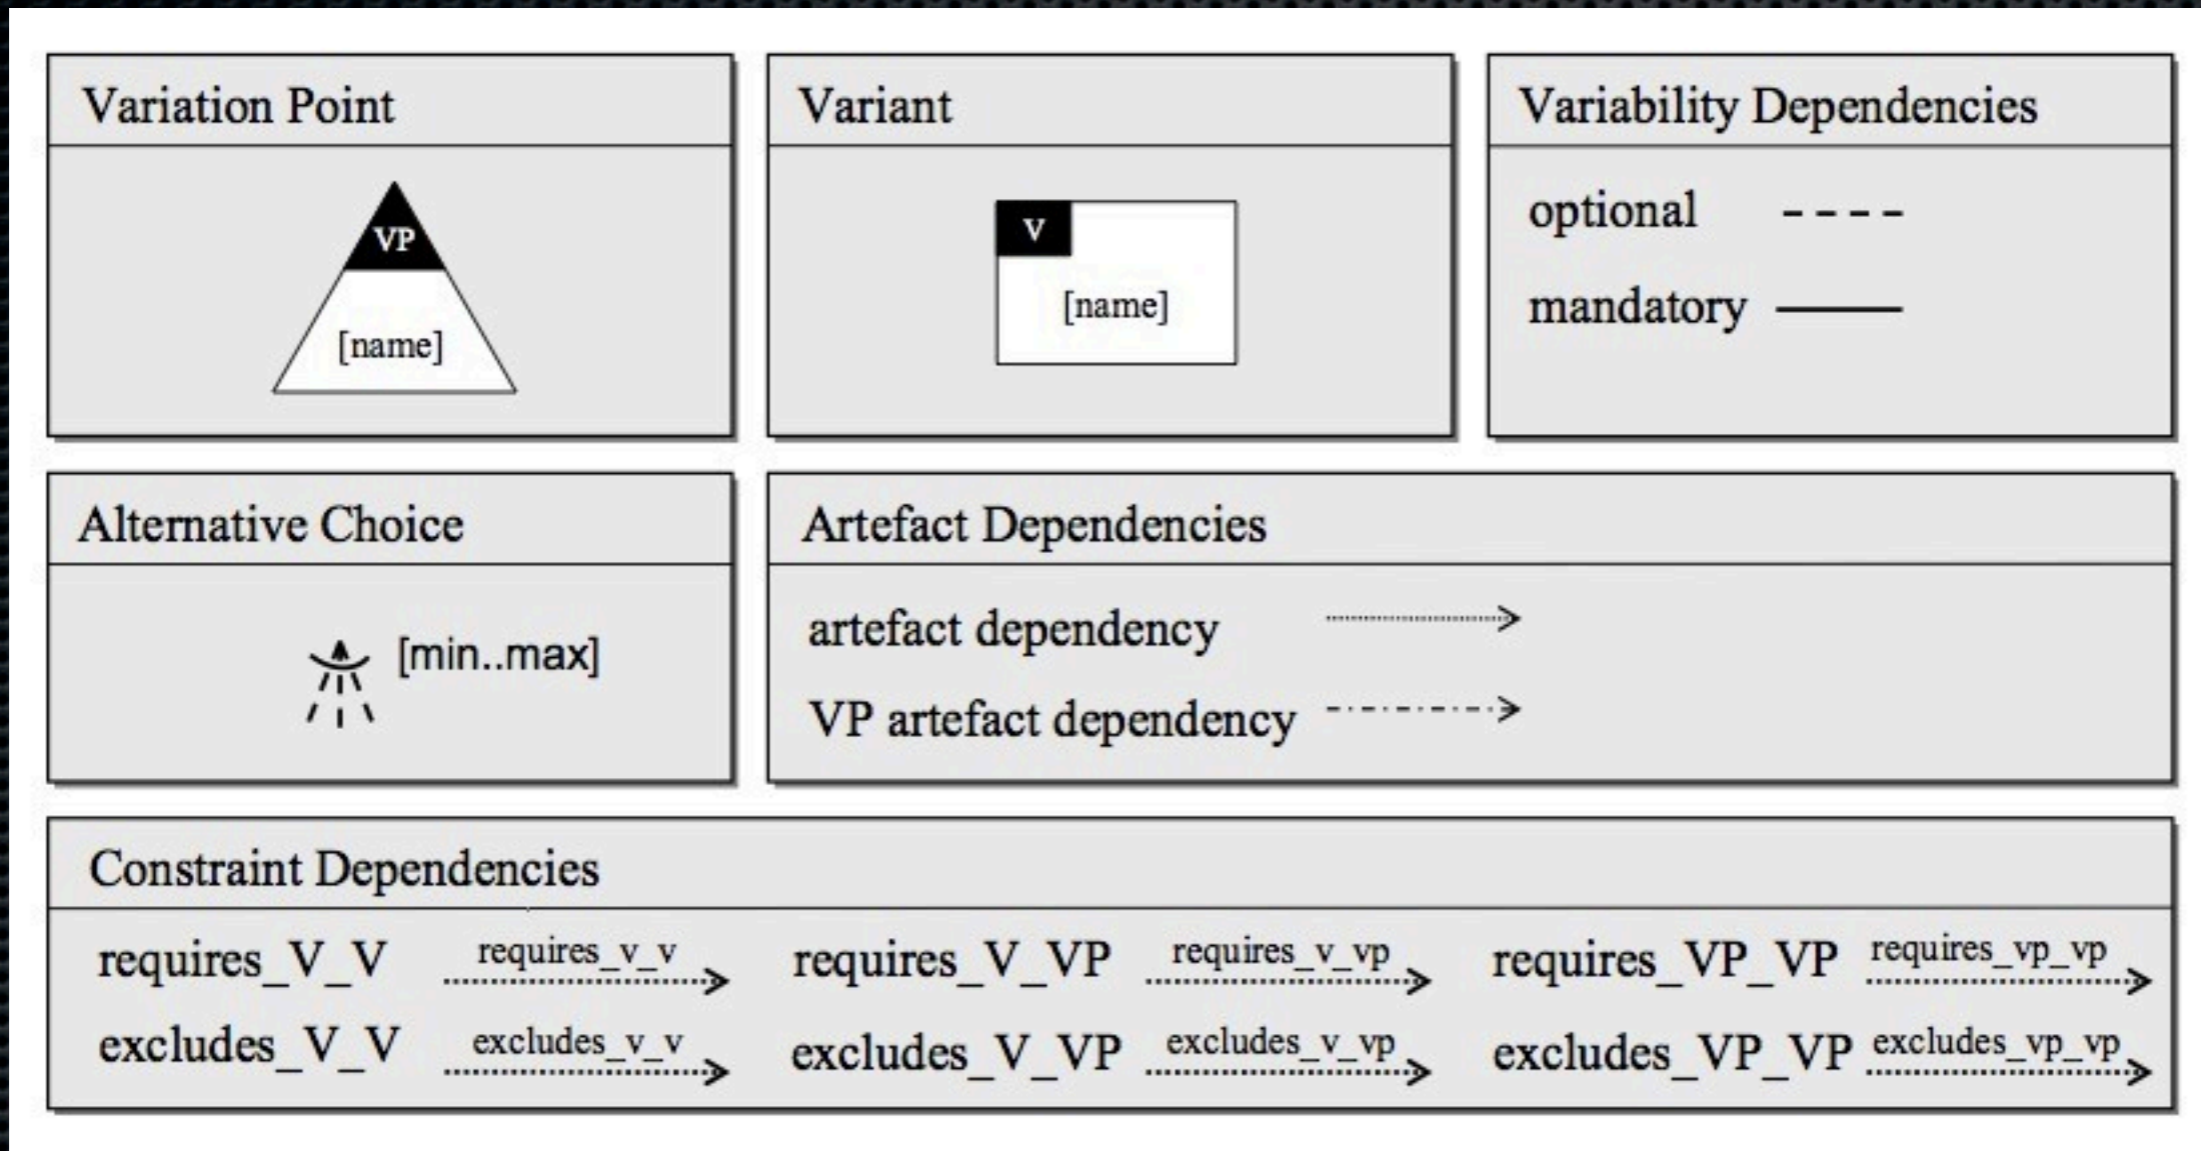 Variation Point
VP
[name]
Variant
V
[name]
Variability Dependencies
optional
mandatory
Alternative Choice
[min..max]
Artefact Dependencies
artefact dependency
VP artefact dependency
Constraint Dependencies
requires_V_V requires_v_v requires_V_VP requires_v_vp requires_VP_VP requires_vp_vp
excludes_V_V excludes_v_v excludes_V_VP excludes_v_vp excludes_VP_VP excludes_vp_vp